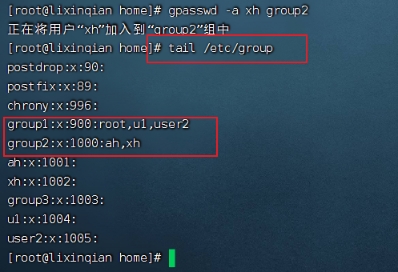 [root@lixinqian home]# gpasswd -a xh group2
正在将用户“xh”加入到“group2”组中
[root@lixinqian home]# tail /etc/group
postdrop:x:90:
postfix:x:89:
chrony:x:996:
group1:x:900:root,u1,user2
group2:x:1000:ah,xh
ah:x:1001:
xh:x:1002:
group3:x:1003:
u1:x:1004:
user2:x:1005:
[root@lixinqian home]#